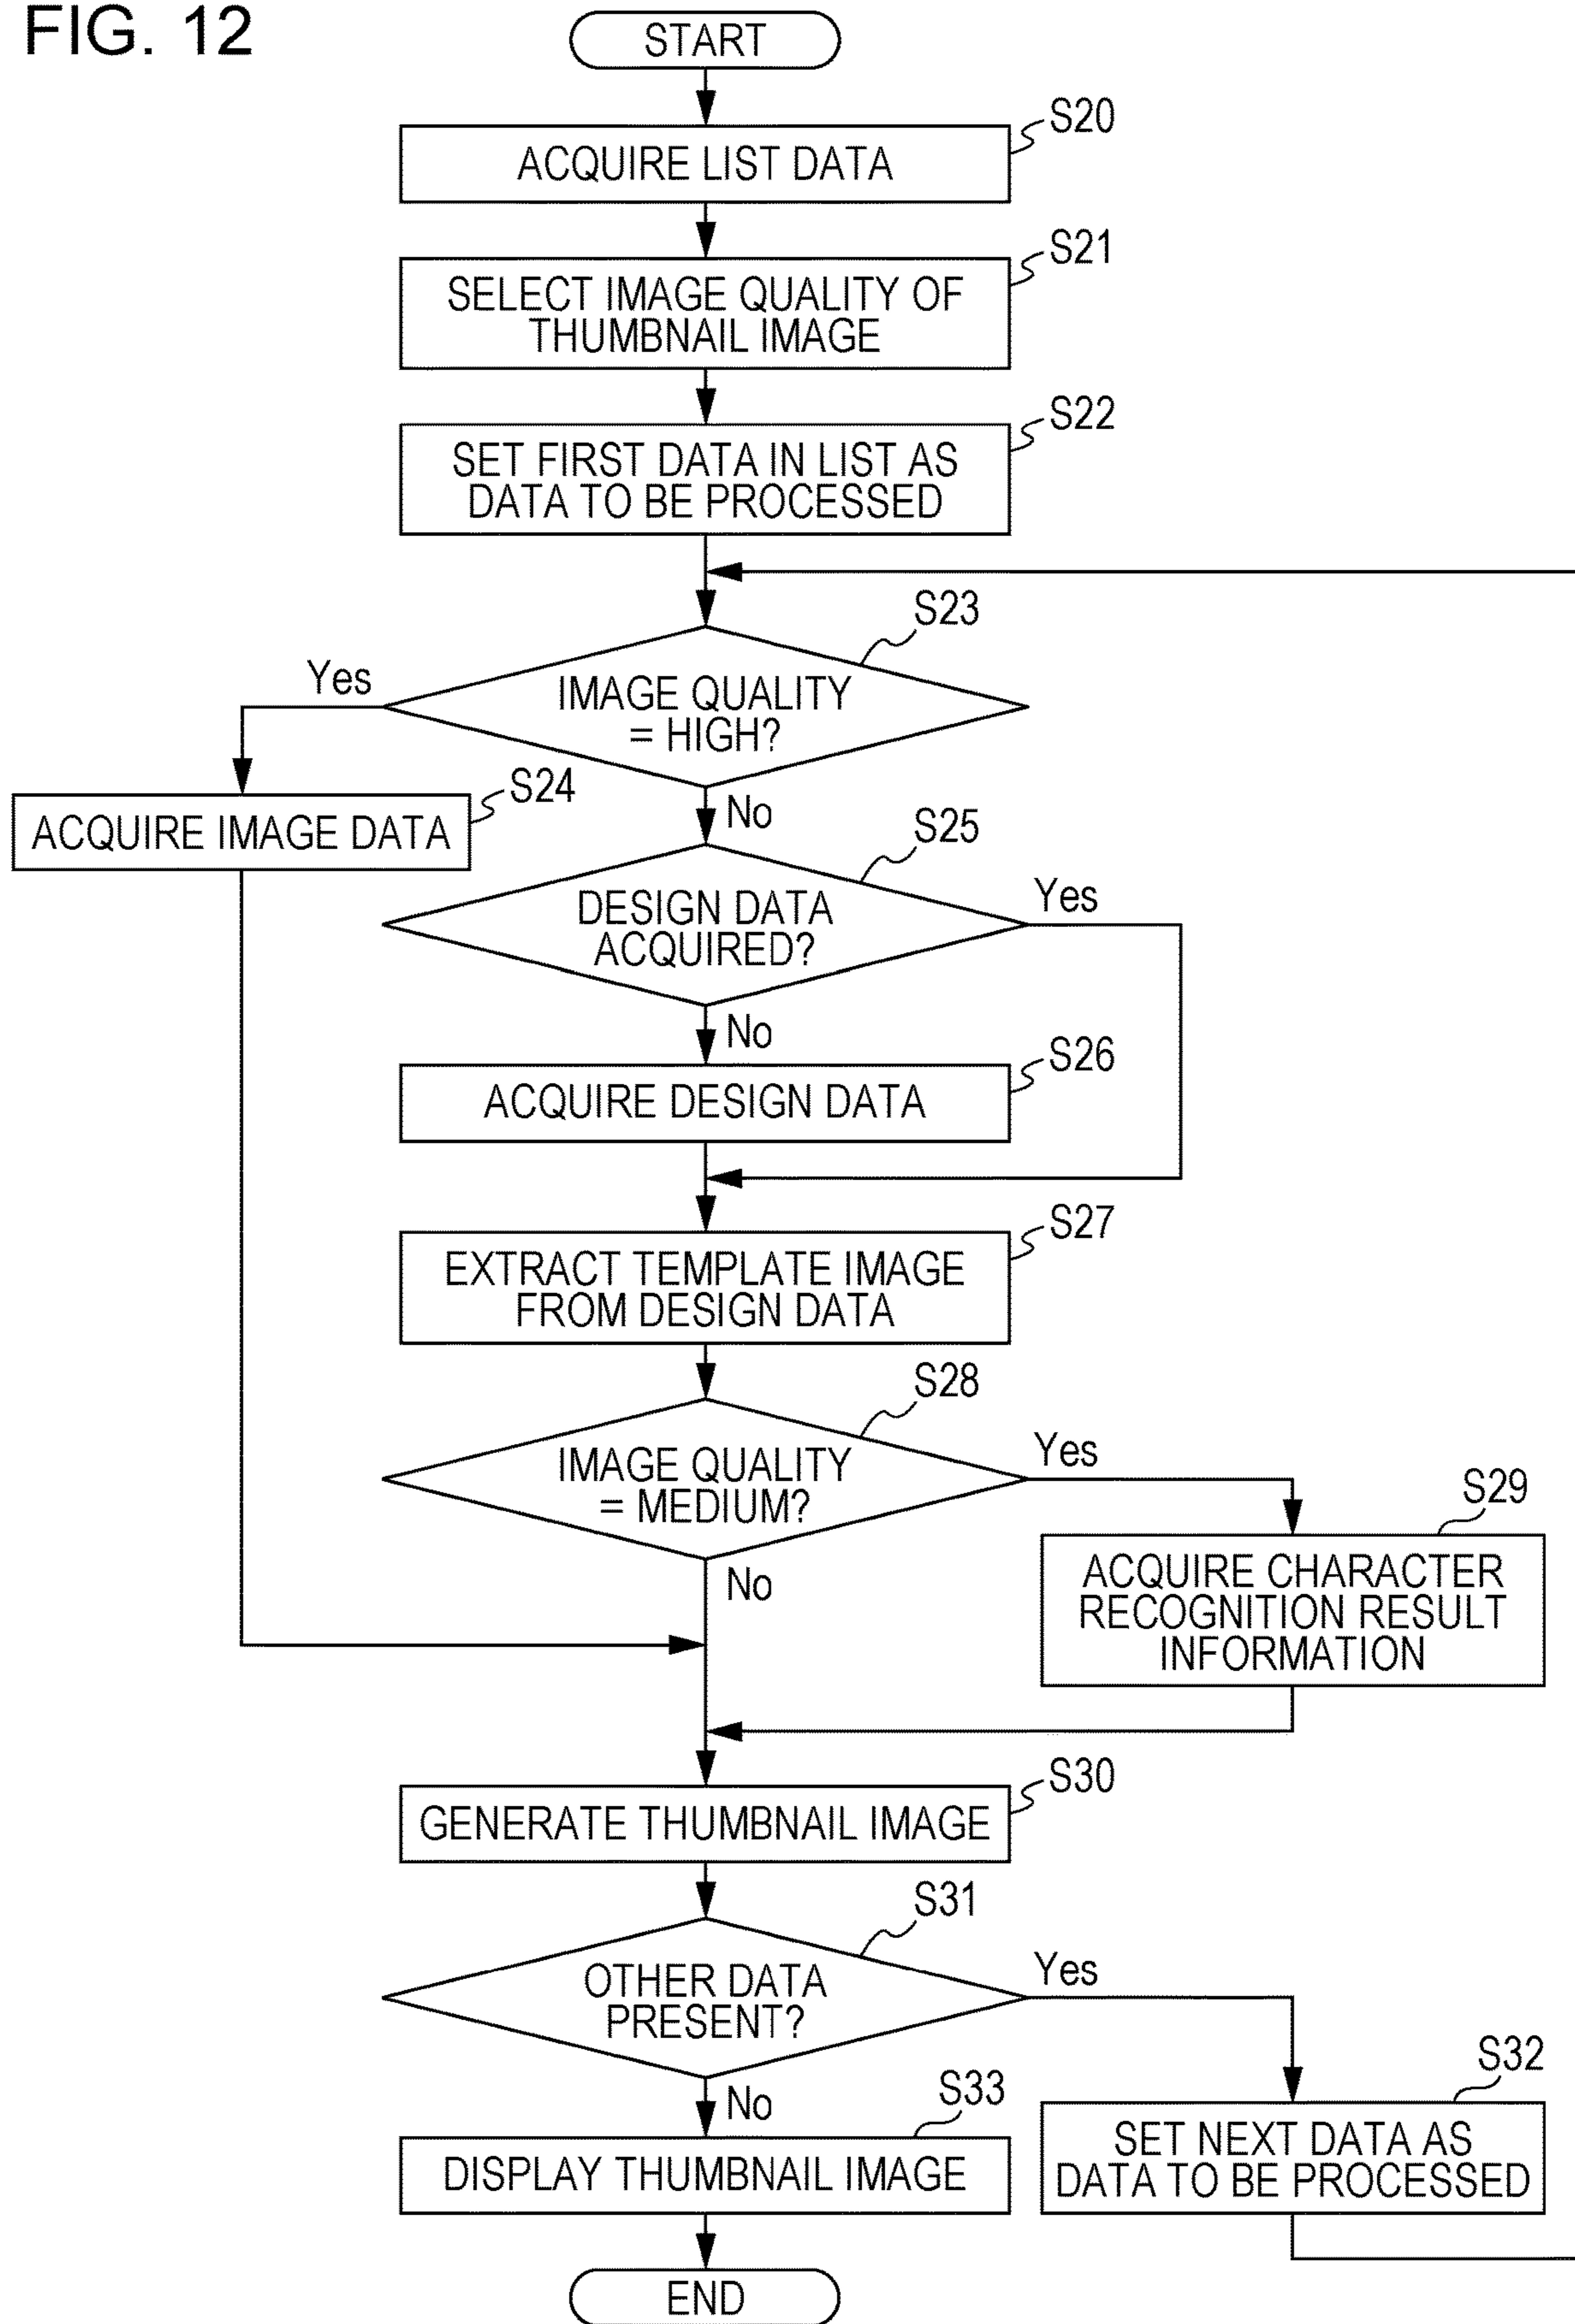 FIG. 12
START
S20
ACQUIRE LIST DATA
S21
SELECT IMAGE QUALITY OF
THUMBNAIL IMAGE
S22
SET FIRST DATA IN LIST AS
DATA TO BE PROCESSED
S23
Yes
IMAGE QUALITY
= HIGH?
S24
ACQUIRE IMAGE DATA
No
S25
DESIGN DATA
ACQUIRED?
Yes
No
S26
ACQUIRE DESIGN DATA
S27
EXTRACT TEMPLATE IMAGE
FROM DESIGN DATA
S28
IMAGE QUALITY
= MEDIUM?
Yes
S29
ACQUIRE CHARACTER
RECOGNITION RESULT
INFORMATION
No
S30
GENERATE THUMBNAIL IMAGE
S31
OTHER DATA
PRESENT?
Yes
S32
SET NEXT DATA AS
DATA TO BE PROCESSED
No
S33
DISPLAY THUMBNAIL IMAGE
END